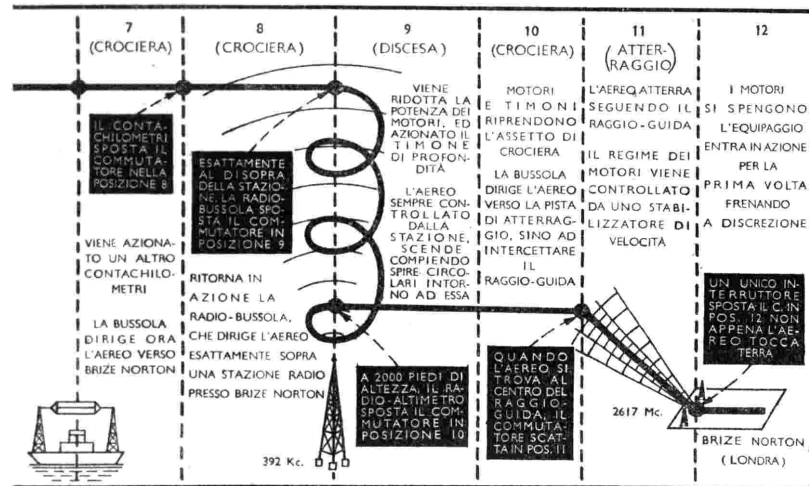 7
(CROCIERA)
IL CONTA-
CHILOMETRI
SPOSTA IL
COMMU-
TATORE NELLA
POSIZIONE 8
VIENE AZIONA-
TO UN ALTRO
CONTACHILO-
METRI
LA BUSSOLA
DIRIGE ORA
L'AEREO VERSO
BRIZE NORTON
8
(CROCIERA)
ESATTAMENTE
AL DISOPRA
DELLA STAZIO-
NE, LA RADIO-
BUSSOLA SPO-
STA IL COM-
MUTATORE IN
POSIZIONE 9
RITORNA IN
AZIONE LA
RADIO-BUSSOLA,
CHE DIRIGE L'AEREO
ESATTAMENTE SOPRA
UNA STAZIONE RADIO
PRESSO BRIZE NORTON
392 Kc.
9
(DISCESA)
VIENE
RIDOTTA LA
POTENZA DEI
MOTORI, ED
AZIONATO IL
TIMONE
DI PROFON-
DITÀ
L'AEREO
SEMPRE CON-
TROLLATO
DALLA
STAZIONE,
SCENDE
COMPIENDO
SPIRE CIRCO-
LARI INTOR-
NO AD ESSA
A 2000 PIEDI DI
ALTEZZA, IL RA-
DIO-ALTIMETRO
SPOSTA IL COM-
MUTATORE IN
POSIZIONE 10
10
(CROCIERA)
MOTORI
E TIMONI
RIPRENDONO
L'ASSETTO DI
CROCIERA
LA BUSSOLA
DIRIGE L'AEREO
VERSO LA PISTA
DI ATTERRAG-
GIO, SINO AD
INTERCETTARE
IL
RAGGIO-GUIDA
QUANDO
L'AEREO SI
TROVA AL
CENTRO DEL
RAGGIO-
GUIDA, IL
COMMUTA-
TORE SCAT-
TA IN POS. 11
11
(ATTER-
RAGGIO)
L'AEREO ATTERRA
SEGUENDO IL
RAGGIO-GUIDA
IL REGIME DEI
MOTORI VIENE
CONTROLLATO
DA UNO STABI-
LIZZATORE DI
VELOCITÀ
2617 Mc.
12
I MOTORI
SI SPENGONO
L'EQUIPAGGIO
ENTRA IN AZIONE
PER LA
PRIMA VOLTA
FRENANDO
A DISCREZIONE
UN UNICO IN-
TERRUTTORE
SPOSTA IL C. IN
POS. 12 NON
APPENA L'AE-
REO TOCCA
TERRA
BRIZE NORTON
(LONDRA)